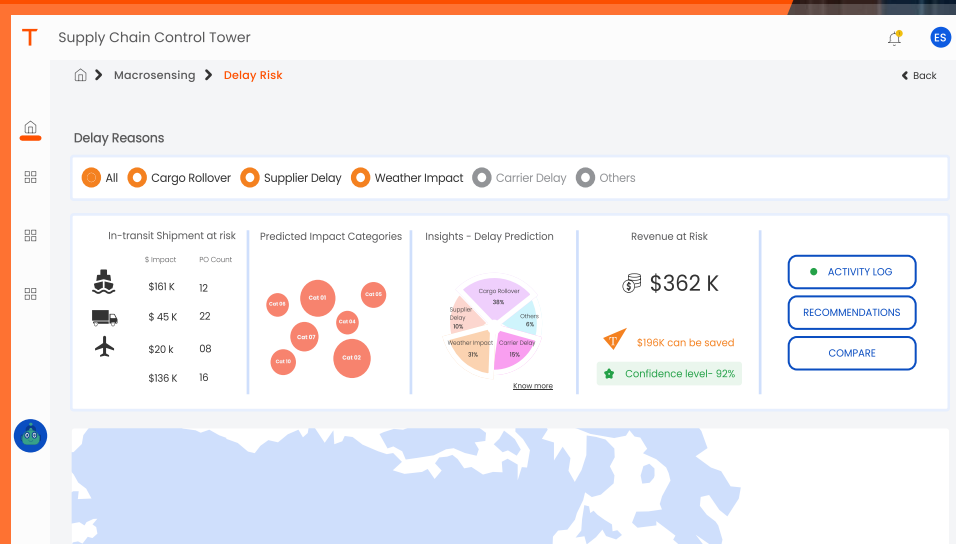 T
Supply Chain Control Tower
ES
Macrosensing
Delay Risk
Back
Delay Reasons
All
Cargo Rollover
Supplier Delay
Weather Impact
Carrier Delay
Others
In-transit Shipment at risk
$ Impact
PO Count
$161 K
12
$ 45 K
22
$20 k
08
$136 K
16
Predicted Impact Categories
Cat 01
Cat 05
Cat 04
Cat 07
Cat 02
Cat 10
Insights - Delay Prediction
Cargo Rollover
38%
Supplier
Delay
10%
Others
6%
Weather Impact
31%
Carrier Delay
15%
Know more
Revenue at Risk
$362 K
T
$196K can be saved
Confidence level- 92%
ACTIVITY LOG
RECOMMENDATIONS
COMPARE